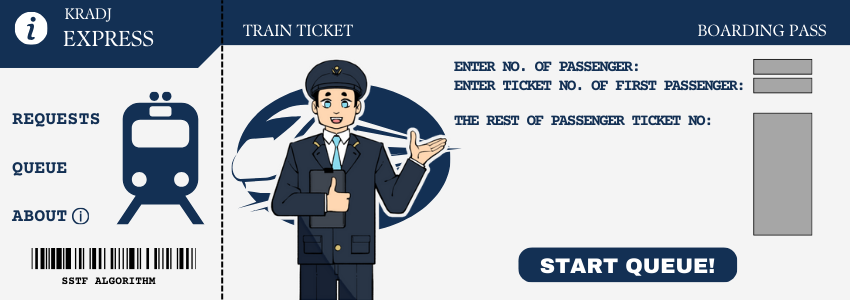 KRADJ
EXPRESS
REQUESTS
QUEUE
ABOUT
SSTF ALGORITHM
TRAIN TICKET
BOARDING PASS
ENTER NO. OF PASSENGER:
ENTER TICKET NO. OF FIRST PASSENGER:
THE REST OF PASSENGER TICKET NO:
START QUEUE!